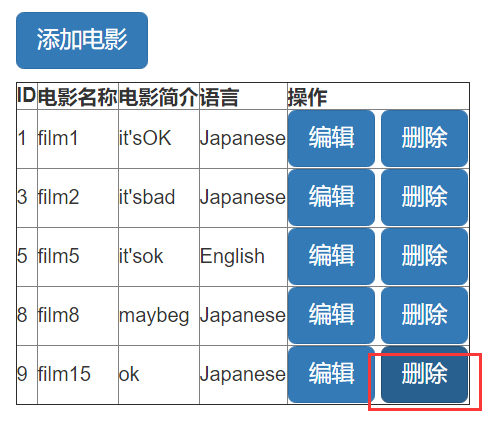 添加电影
ID 电影名称 电影简介 语言 操作
1 film1 it'sOK Japanese 编辑 删除
3 film2 it'sbad Japanese 编辑 删除
5 film5 it'sok English 编辑 删除
8 film8 maybeg Japanese 编辑 删除
9 film15 ok Japanese 编辑 删除